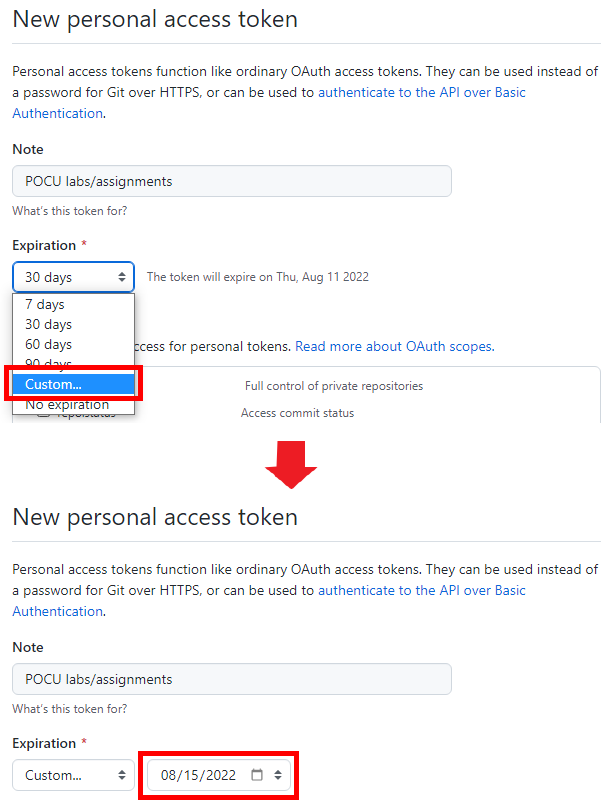 New personal access token
Personal access tokens function like ordinary OAuth access tokens. They can be used instead of
a password for Git over HTTPS, or can be used to authenticate to the API over Basic
Authentication.
Note
POCU labs/assignments
What's this token for?
Expiration *
30 days The token will expire on Thu, Aug 11 2022
7 days
30 days
60 days
ccess for personal tokens. Read more about OAuth scopes.
90 days
Custom... Full control of private repositories
No expiration
repo:status Access commit status
New personal access token
Personal access tokens function like ordinary OAuth access tokens. They can be used instead of
a password for Git over HTTPS, or can be used to authenticate to the API over Basic
Authentication.
Note
POCU labs/assignments
What's this token for?
Expiration *
Custom... 08/15/2022